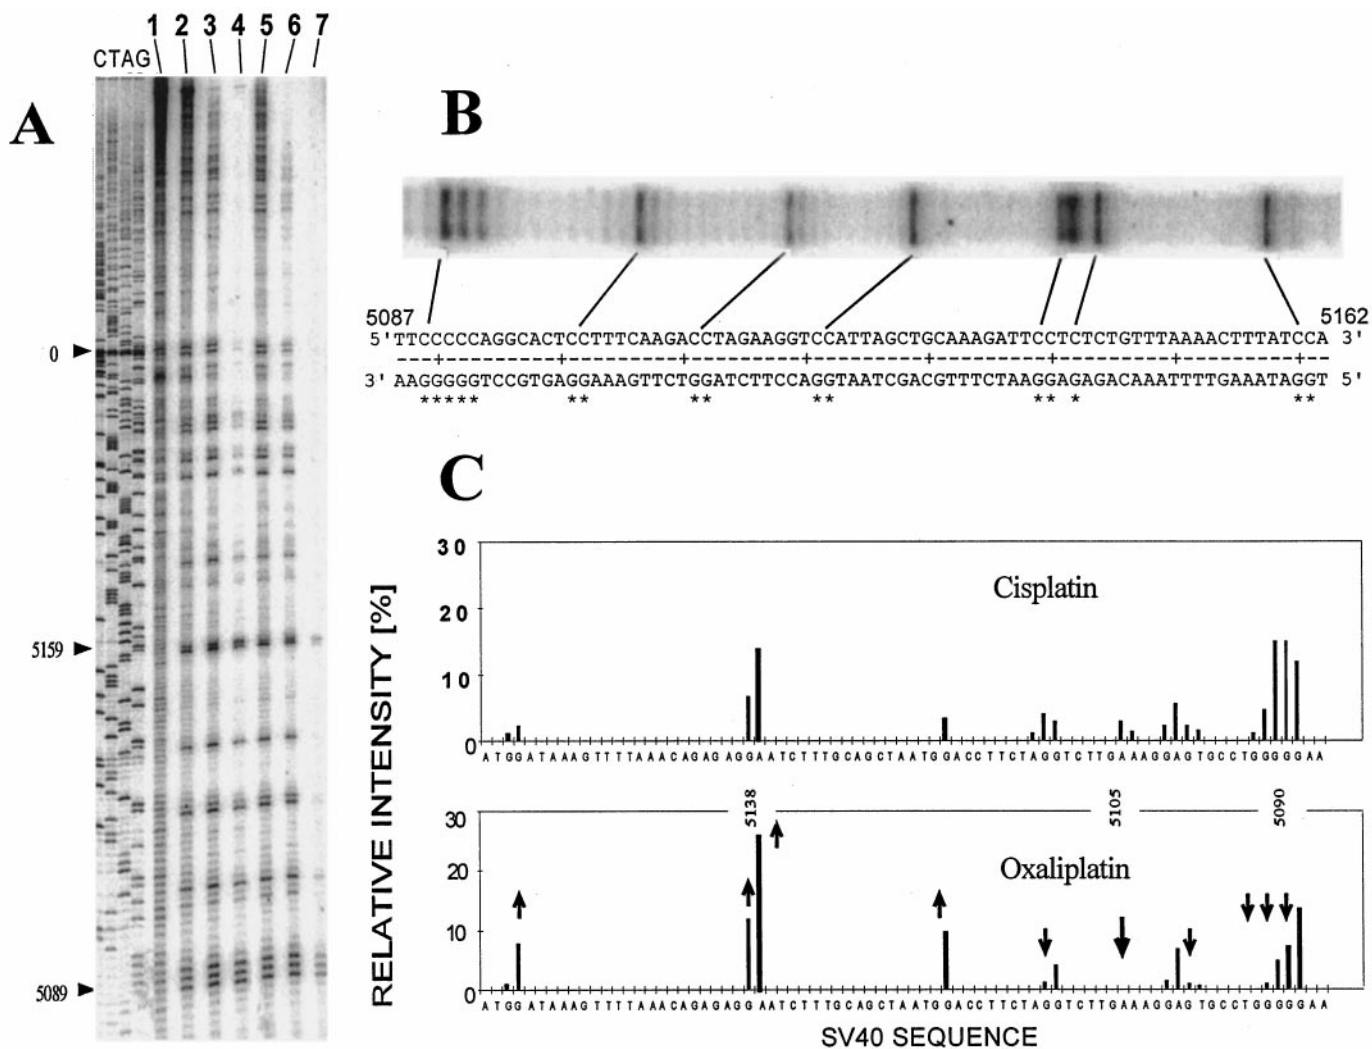 A
CTAG
1 2 3 4 5 6 7
0
5159
5089
B
5087
5162
5'TTCCCCCAGGCACTCCTTTCAAGACCTAGAAGGTCCATTAGCTGCAAAGATTCCTCTCTGTTTAAAACTTTATCCA 3'
3' AAGGGGGTCCGTGAGGAAAGTTCTGGATCTTCCAGGTAATCGACGTTTCTAAGGAGAGACAAATTTTGAAATAGGT 5'
***** ** ** ** ** * **
C
RELATIVE INTENSITY [%]
30
20
10
0
Cisplatin
ATGGATAAAGTTTTAAACAGAGAGGAATCTTTGCAGCTAATGGACCTTCTAGGTCTTGAAAGGAGTGCCTGGGGGAA
5138
5105
5090
30
20
10
0
Oxaliplatin
ATGGATAAAGTTTTAAACAGAGAGGAATCTTTGCAGCTAATGGACCTTCTAGGTCTTGAAAGGAGTGCCTGGGGGAA
SV40 SEQUENCE